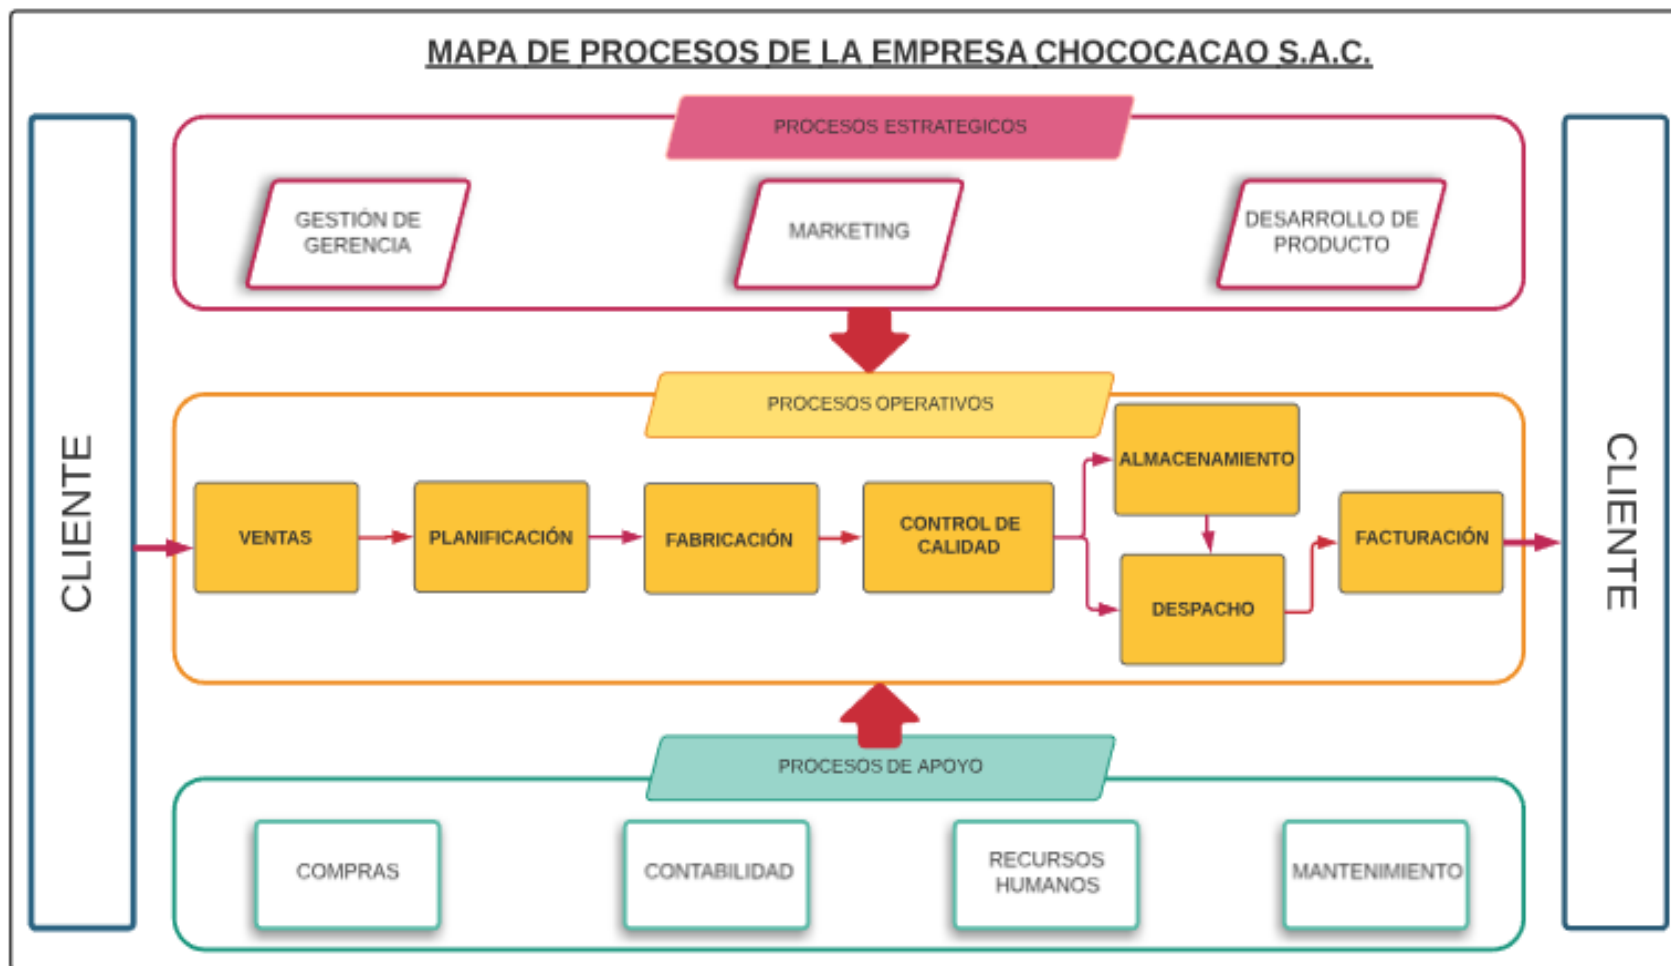 MAPA DE PROCESOS DE LA EMPRESA CHOCOCACAO S.A.C.
PROCESOS ESTRATEGICOS
GESTIÓN DE
GERENCIA
MARKETING
DESARROLLO DE
PRODUCTO
CLIENTE
PROCESOS OPERATIVOS
VENTAS
PLANIFICACIÓN
FABRICACIÓN
CONTROL DE
CALIDAD
ALMACENAMIENTO
DESPACHO
FACTURACIÓN
CLIENTE
PROCESOS DE APOYO
COMPRAS
CONTABILIDAD
RECURSOS
HUMANOS
MANTENIMIENTO